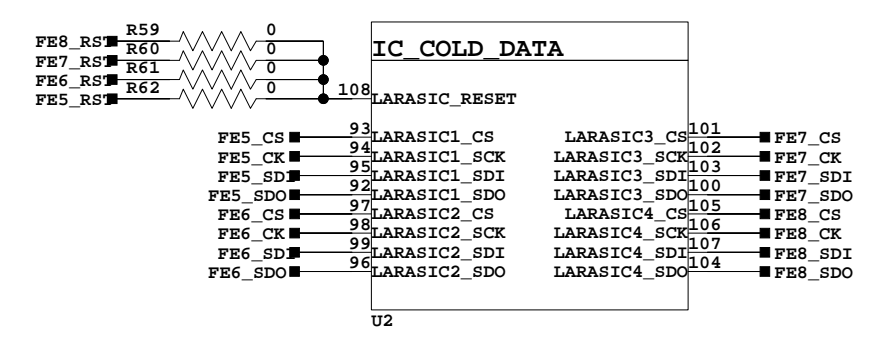 R59 0
FE8_RST
R60 0
FE7_RST
R61 0
FE6_RST
R62 0
FE5_RST
IC_COLD_DATA
108 LARASIC_RESET
FE5_CS 93 LARASIC1_CS LARASIC3_CS 101 FE7_CS
FE5_CK 94 LARASIC1_SCK LARASIC3_SCK 102 FE7_CK
FE5_SDI 95 LARASIC1_SDI LARASIC3_SDI 103 FE7_SDI
FE5_SDO 92 LARASIC1_SDO LARASIC3_SDO 100 FE7_SDO
FE6_CS 97 LARASIC2_CS LARASIC4_CS 105 FE8_CS
FE6_CK 98 LARASIC2_SCK LARASIC4_SCK 106 FE8_CK
FE6_SDI 99 LARASIC2_SDI LARASIC4_SDI 107 FE8_SDI
FE6_SDO 96 LARASIC2_SDO LARASIC4_SDO 104 FE8_SDO
U2